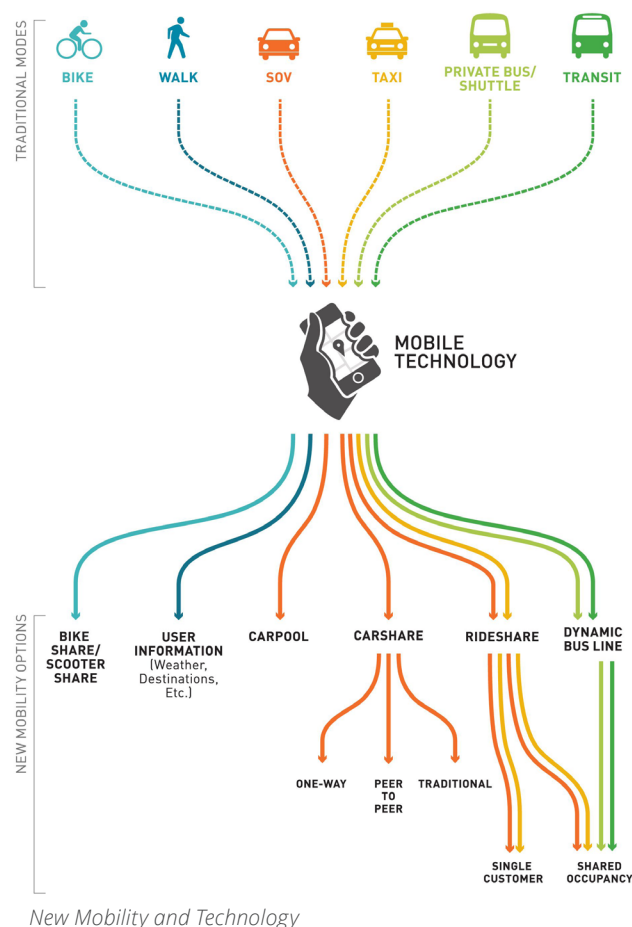 TRADITIONAL MODES
BIKE
WALK
SOV
TAXI
PRIVATE BUS/
SHUTTLE
TRANSIT
MOBILE
TECHNOLOGY
NEW MOBILITY OPTIONS
BIKE
SHARE/
SCOOTER
SHARE
USER
INFORMATION
(Weather,
Destinations,
Etc.)
CARPOOL
CARSHARE
RIDESHARE
DYNAMIC
BUS LINE
ONE-WAY
PEER
TO
PEER
TRADITIONAL
SINGLE
CUSTOMER
SHARED
OCCUPANCY
New Mobility and Technology